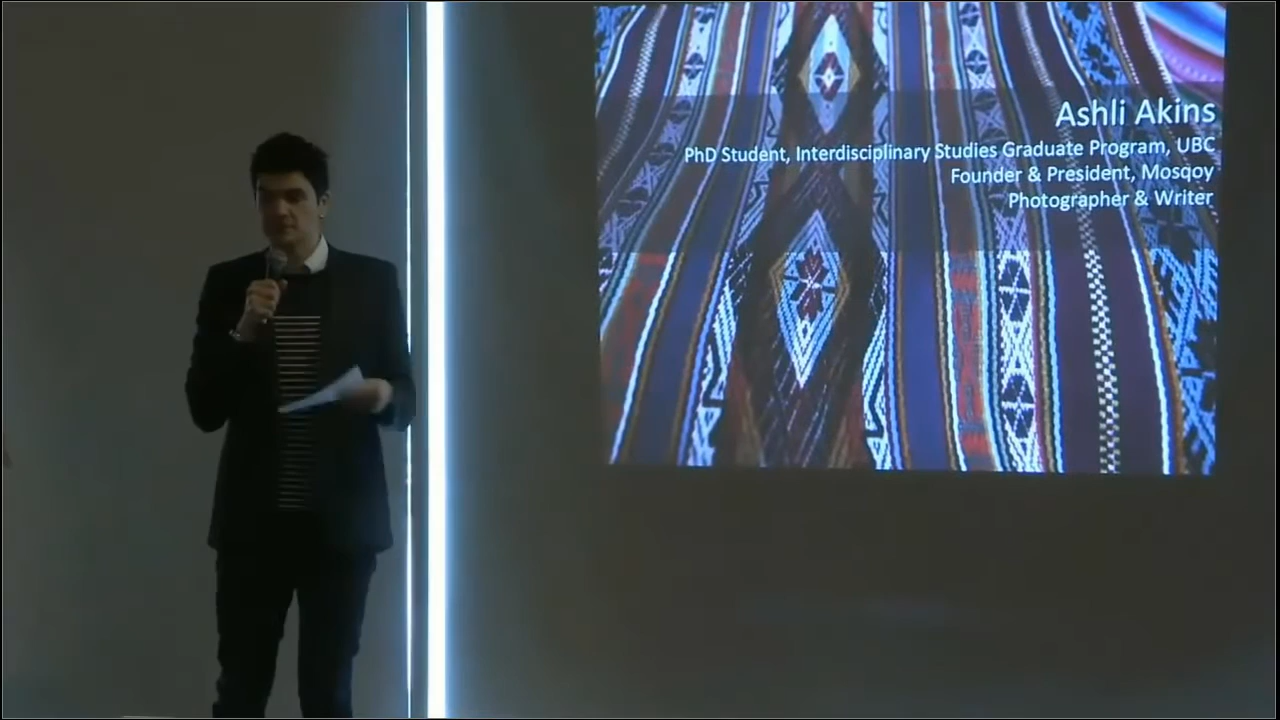 Ashli Akins
PhD Student, Interdisciplinary Studies Graduate Program, UBC
Founder & President, Mosqoy
Photographer & Writer